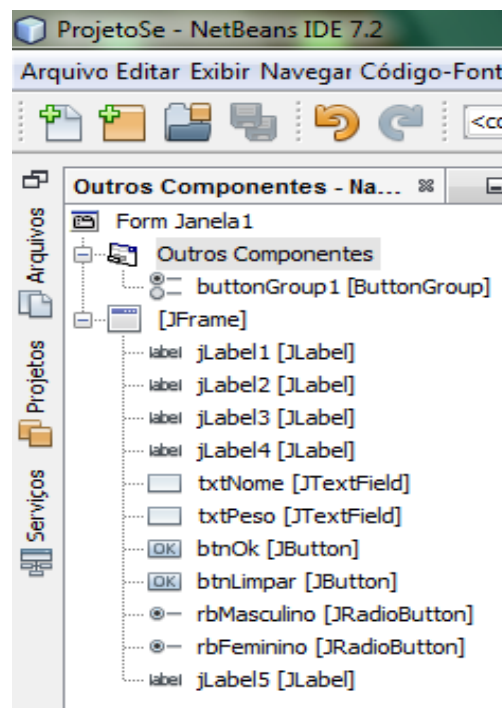 ProjetoSe - NetBeans IDE 7.2
Arquivo Editar Exibir Navegar Código-Font
<co
Outros Componentes - Na...
Arquivos
Projetos
Serviços
Form Janela1
Outros Componentes
buttonGroup1 [ButtonGroup]
[JFrame]
label jLabel1 [JLabel]
label jLabel2 [JLabel]
label jLabel3 [JLabel]
label jLabel4 [JLabel]
txtNome [JTextField]
txtPeso [JTextField]
OK btnOk [JButton]
OK btnLimpar [JButton]
rbMasculino [JRadioButton]
rbFeminino [JRadioButton]
label jLabel5 [JLabel]